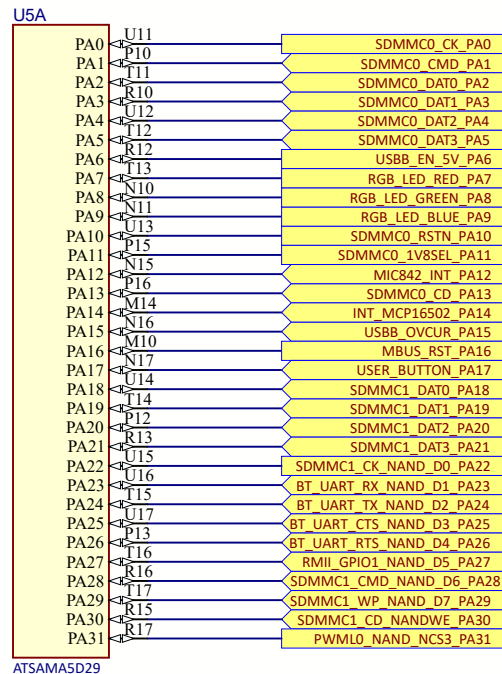 U5A
PA0 U11 SDMMC0_CK_PA0
PA1 P10 SDMMC0_CMD_PA1
PA2 T11 SDMMC0_DAT0_PA2
PA3 R10 SDMMC0_DAT1_PA3
PA4 U12 SDMMC0_DAT2_PA4
PA5 T12 SDMMC0_DAT3_PA5
PA6 R12 USBB_EN_5V_PA6
PA7 T13 RGB_LED_RED_PA7
PA8 N10 RGB_LED_GREEN_PA8
PA9 N11 RGB_LED_BLUE_PA9
PA10 U13 SDMMC0_RSTN_PA10
PA11 P15 SDMMC0_1V8SEL_PA11
PA12 N15 MIC842_INT_PA12
PA13 P16 SDMMC0_CD_PA13
PA14 M14 INT_MCP16502_PA14
PA15 N16 USBB_OVCUR_PA15
PA16 M10 MBUS_RST_PA16
PA17 N17 USER_BUTTON_PA17
PA18 U14 SDMMC1_DAT0_PA18
PA19 T14 SDMMC1_DAT1_PA19
PA20 P12 SDMMC1_DAT2_PA20
PA21 R13 SDMMC1_DAT3_PA21
PA22 U15 SDMMC1_CK_NAND_D0_PA22
PA23 U16 BT_UART_RX_NAND_D1_PA23
PA24 T15 BT_UART_TX_NAND_D2_PA24
PA25 U17 BT_UART_CTS_NAND_D3_PA25
PA26 P13 BT_UART_RTS_NAND_D4_PA26
PA27 T16 RMII_GPIO1_NAND_D5_PA27
PA28 R16 SDMMC1_CMD_NAND_D6_PA28
PA29 T17 SDMMC1_WP_NAND_D7_PA29
PA30 R15 SDMMC1_CD_NANDWE_PA30
PA31 R17 PWML0_NAND_NCS3_PA31
ATSAMA5D29